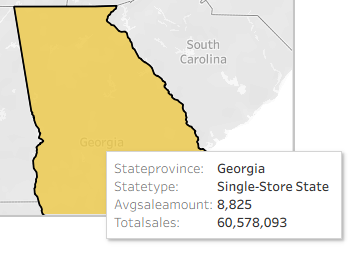 South
Carolina
Georgia
Stateprovince: Georgia
Statetype: Single-Store State
Avgsaleamount: 8,825
Totalsales: 60,578,093